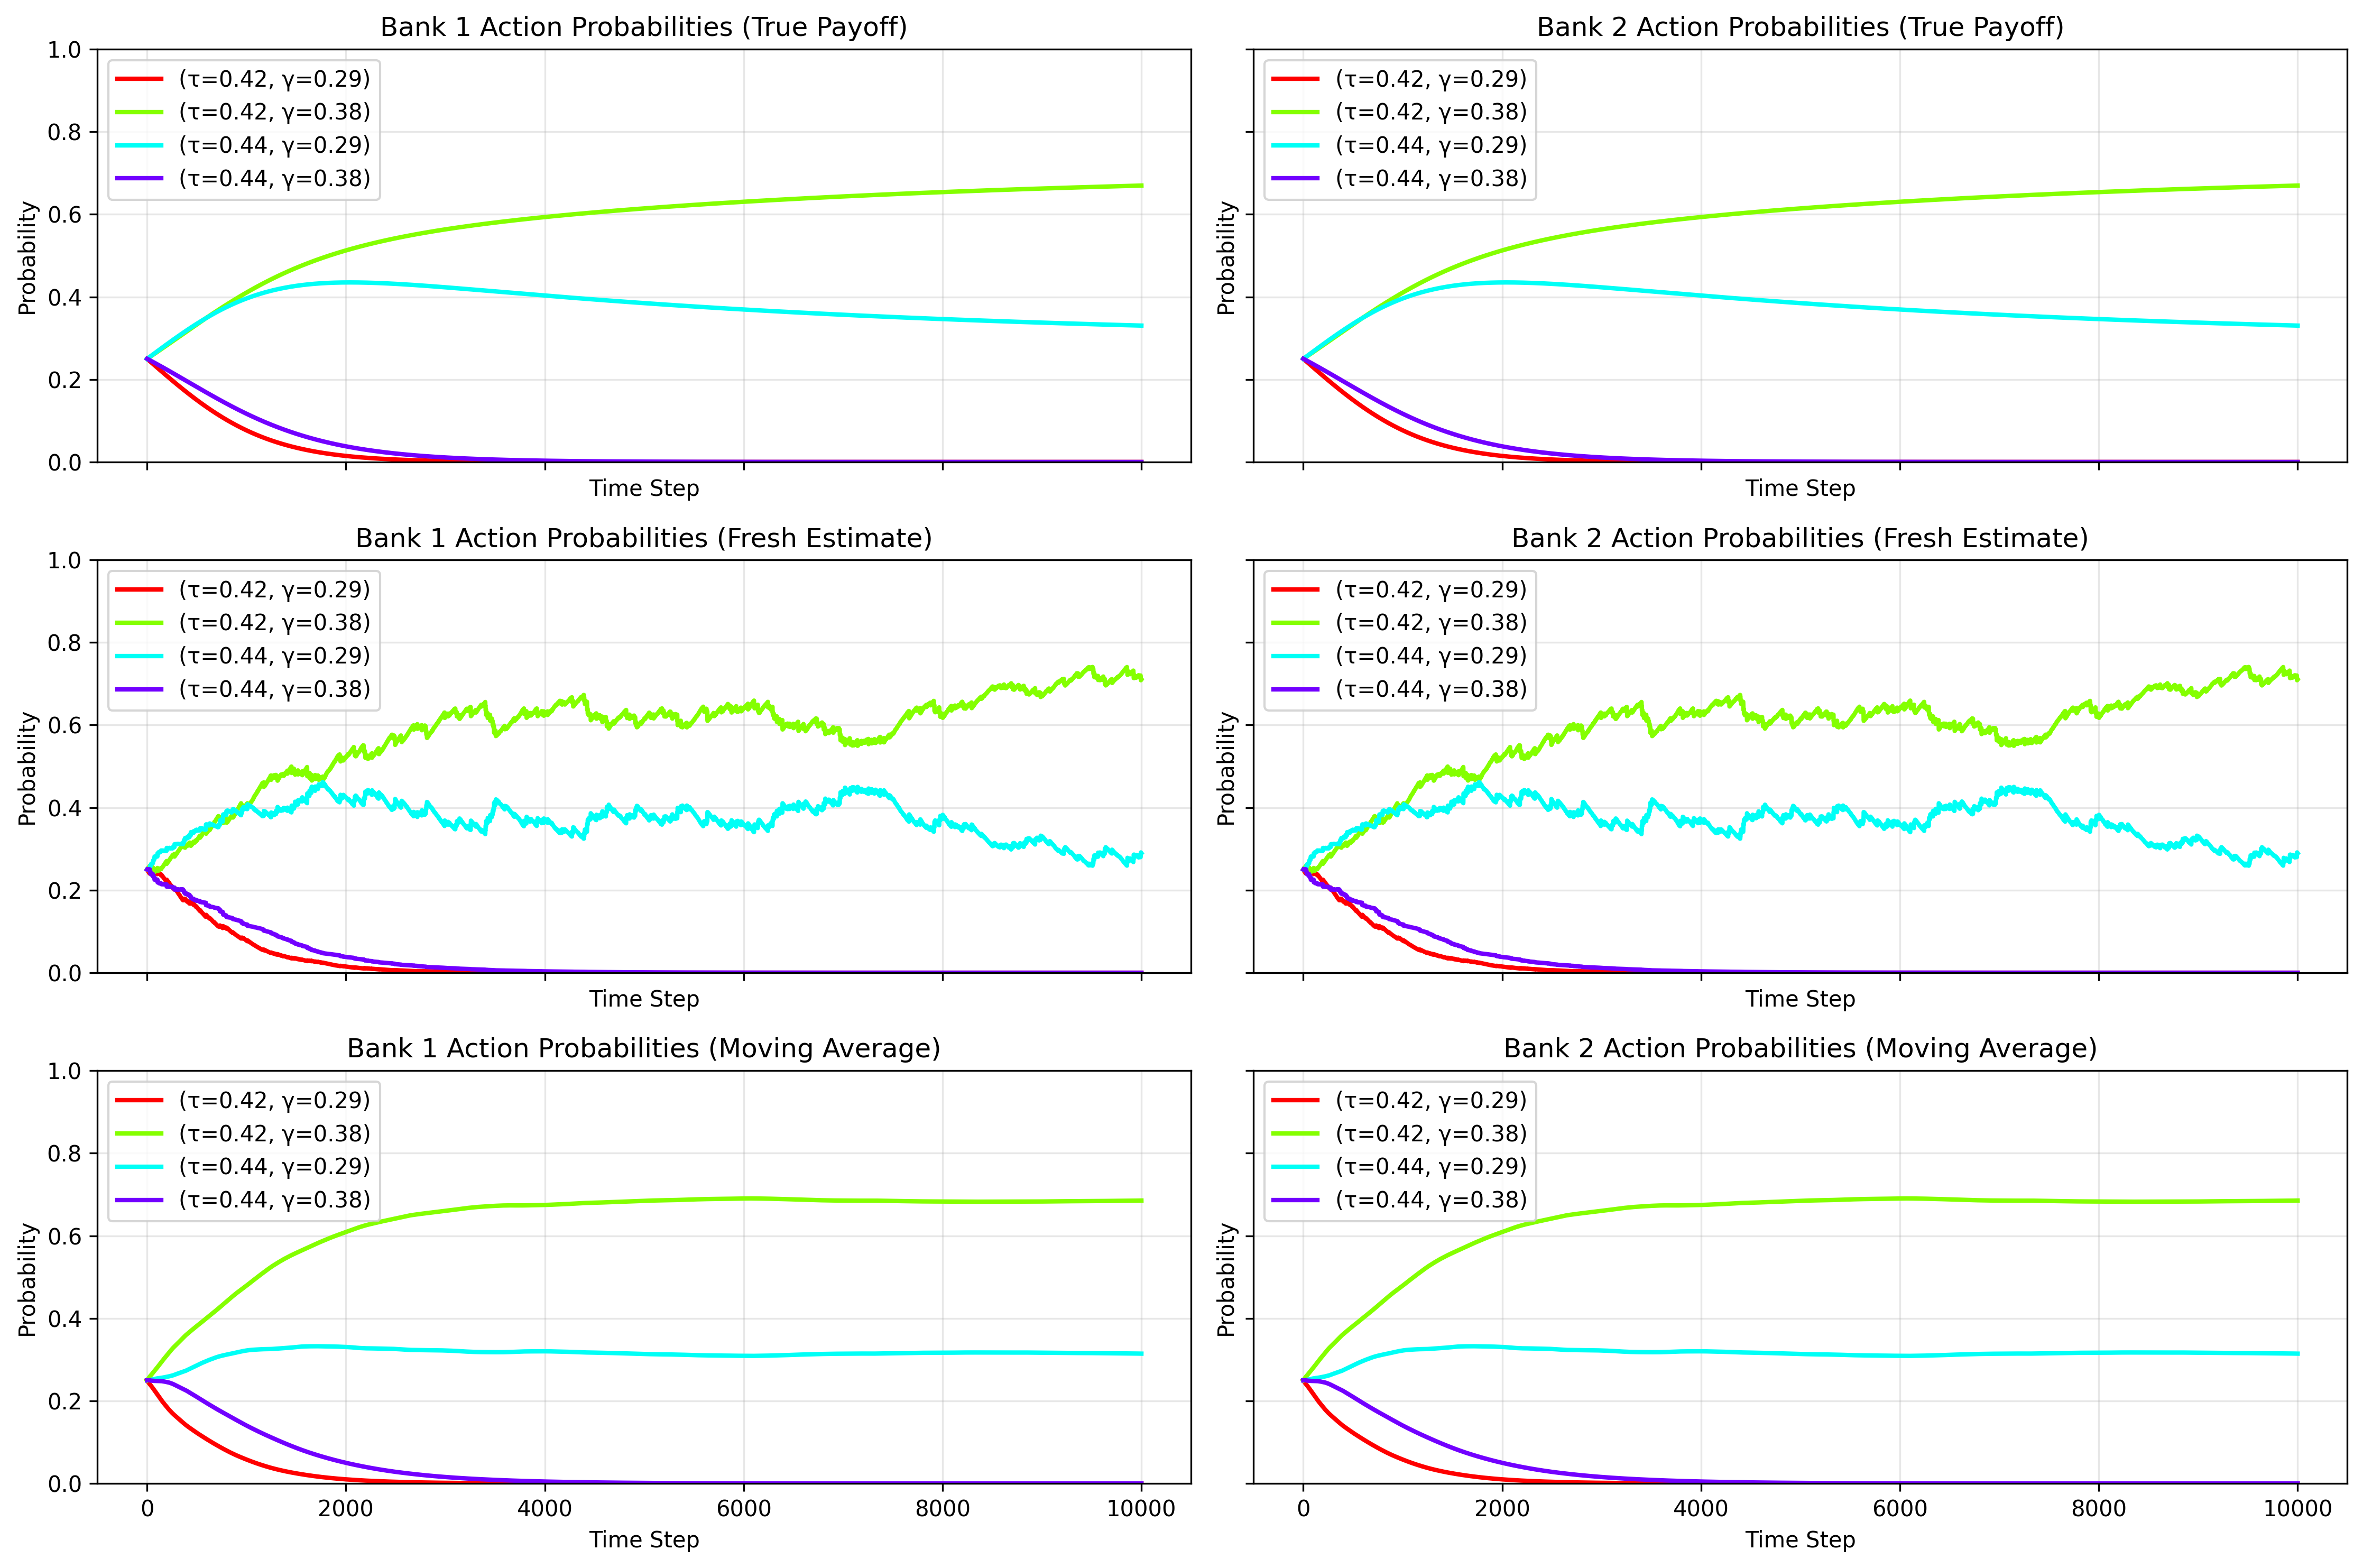 Bank 1 Action Probabilities (True Payoff)
1.0
0.8
0.6
0.4
0.2
0.0
Probability
(τ=0.42, γ=0.29)
(τ=0.42, γ=0.38)
(τ=0.44, γ=0.29)
(τ=0.44, γ=0.38)
Time Step
Bank 2 Action Probabilities (True Payoff)
Probability
(τ=0.42, γ=0.29)
(τ=0.42, γ=0.38)
(τ=0.44, γ=0.29)
(τ=0.44, γ=0.38)
Time Step
Bank 1 Action Probabilities (Fresh Estimate)
1.0
0.8
0.6
0.4
0.2
0.0
Probability
(τ=0.42, γ=0.29)
(τ=0.42, γ=0.38)
(τ=0.44, γ=0.29)
(τ=0.44, γ=0.38)
Time Step
Bank 2 Action Probabilities (Fresh Estimate)
Probability
(τ=0.42, γ=0.29)
(τ=0.42, γ=0.38)
(τ=0.44, γ=0.29)
(τ=0.44, γ=0.38)
Time Step
Bank 1 Action Probabilities (Moving Average)
1.0
0.8
0.6
0.4
0.2
0.0
Probability
(τ=0.42, γ=0.29)
(τ=0.42, γ=0.38)
(τ=0.44, γ=0.29)
(τ=0.44, γ=0.38)
0 2000 4000 6000 8000 10000
Time Step
Bank 2 Action Probabilities (Moving Average)
Probability
(τ=0.42, γ=0.29)
(τ=0.42, γ=0.38)
(τ=0.44, γ=0.29)
(τ=0.44, γ=0.38)
0 2000 4000 6000 8000 10000
Time Step